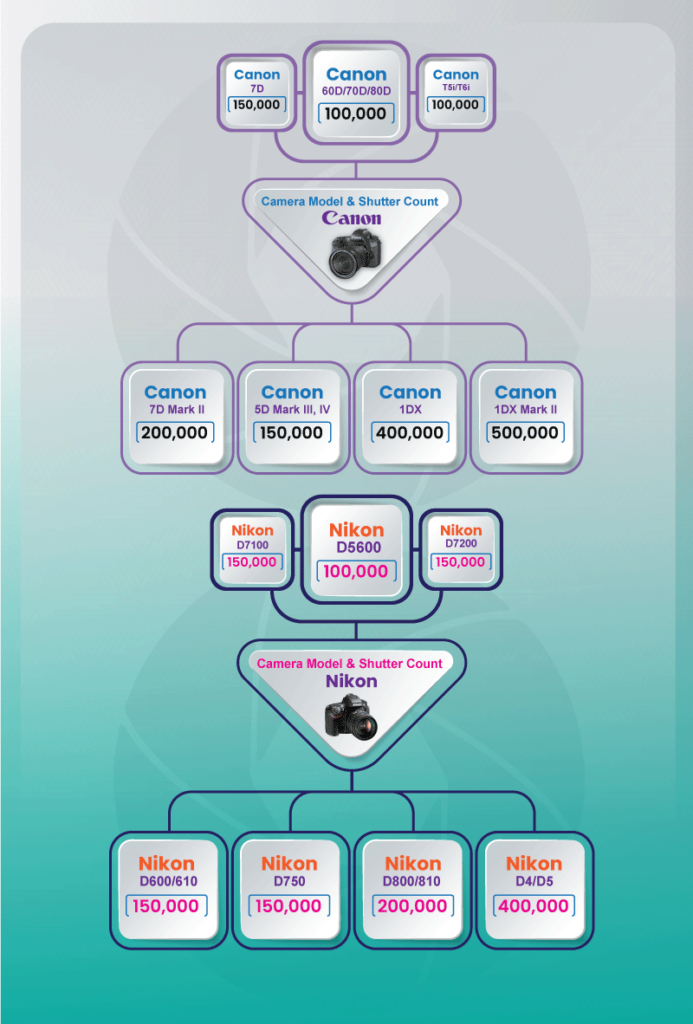 Canon
7D
150,000
Canon
60D/70D/80D
100,000
Canon
T5i/T6i
100,000
Camera Model & Shutter Count
Canon
Canon
7D Mark II
200,000
Canon
5D Mark III, IV
150,000
Canon
1DX
400,000
Canon
1DX Mark II
500,000
Nikon
D7100
150,000
Nikon
D5600
100,000
Nikon
D7200
150,000
Camera Model & Shutter Count
Nikon
Nikon
D600/610
150,000
Nikon
D750
150,000
Nikon
D800/810
200,000
Nikon
D4/D5
400,000